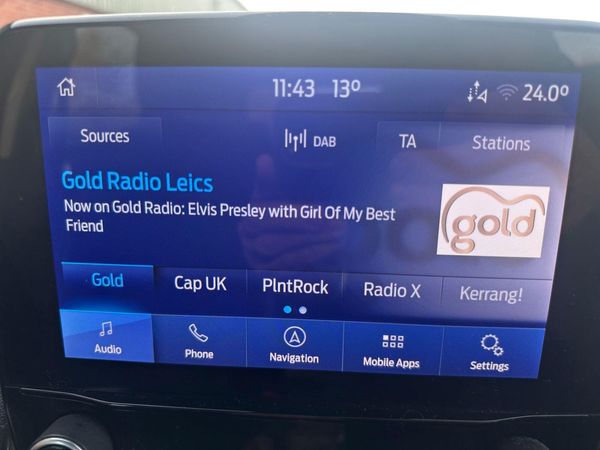 11:43 13° 24.0°
Sources DAB TA Stations
Gold Radio Leics
Now on Gold Radio: Elvis Presley with Girl Of My Best
Friend
gold
Gold Cap UK PlntRock Radio X Kerrang!
Audio Phone Navigation Mobile Apps Settings